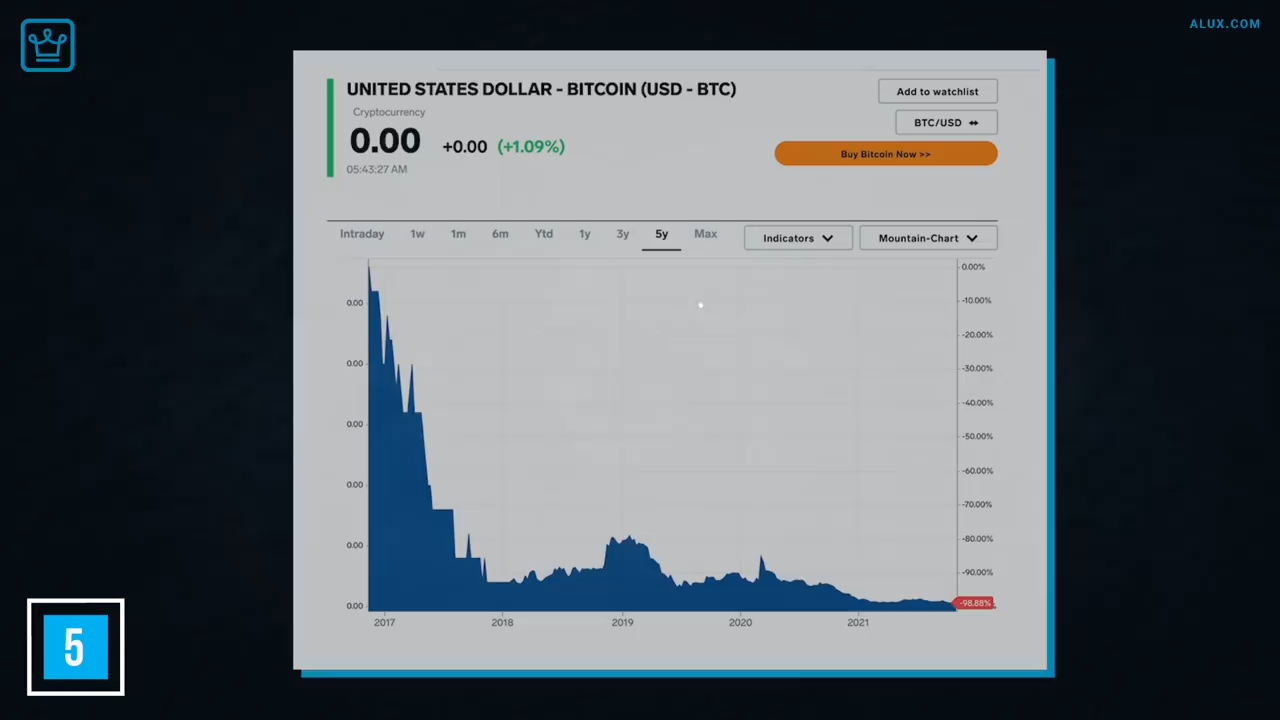 ALUX.COM
UNITED STATES DOLLAR - BITCOIN (USD - BTC)
Add to watchlist
Cryptocurrency
BTC/USD
0.00 +0.00 (+1.09%)
Buy Bitcoin Now >>
05:43:27 AM
Intraday 1w 1m 6m Ytd 1y 3y 5y Max Indicators Mountain-Chart
0.00%
0.00
-10.00%
-20.00%
0.00
-30.00%
-40.00%
0.00
-50.00%
-60.00%
0.00
-70.00%
-80.00%
0.00
-90.00%
0.00
-98.88%
2017 2018 2019 2020 2021
5